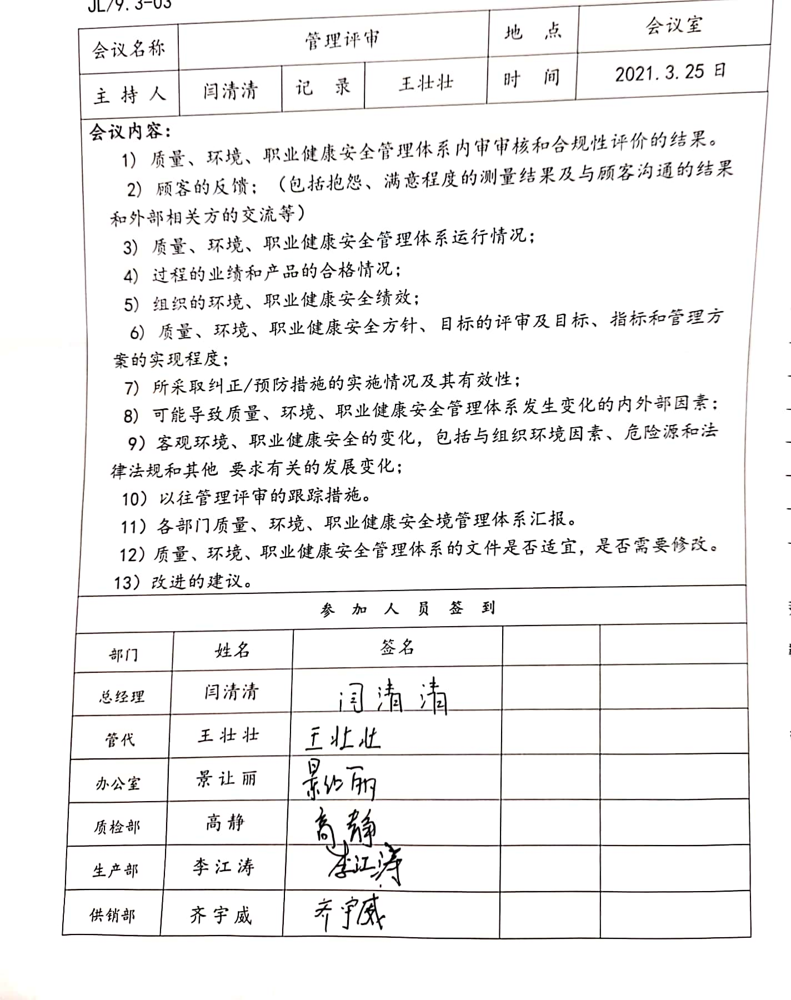 JL/9.3-03
会议名称 管理评审 地 点 会议室
主 持 人 闫清清 记 录 王壮壮 时 间 2021.3.25日
会议内容：
1）质量、环境、职业健康安全管理体系内审审核和合规性评价的结果。
2）顾客的反馈；（包括抱怨、满意程度的测量结果及与顾客沟通的结果
和外部相关方的交流等）
3）质量、环境、职业健康安全管理体系运行情况；
4）过程的业绩和产品的合格情况；
5）组织的环境、职业健康安全绩效；
6）质量、环境、职业健康安全方针、目标的评审及目标、指标和管理方
案的实现程度；
7）所采取纠正/预防措施的实施情况及其有效性；
8）可能导致质量、环境、职业健康安全管理体系发生变化的内外部因素：
9）客观环境、职业健康安全的变化，包括与组织环境因素、危险源和法
律法规和其他 要求有关的发展变化；
10）以往管理评审的跟踪措施。
11）各部门质量、环境、职业健康安全境管理体系汇报。
12）质量、环境、职业健康安全管理体系的文件是否适宜，是否需要修改。
13）改进的建议。
参 加 人 员 签 到
部门 姓名 签名
总经理 闫清清 闫清清
管代 王壮壮 王壮壮
办公室 景让丽 景让丽
质检部 高静 高静
生产部 李江涛 李江涛
供销部 齐宇威 齐宇威